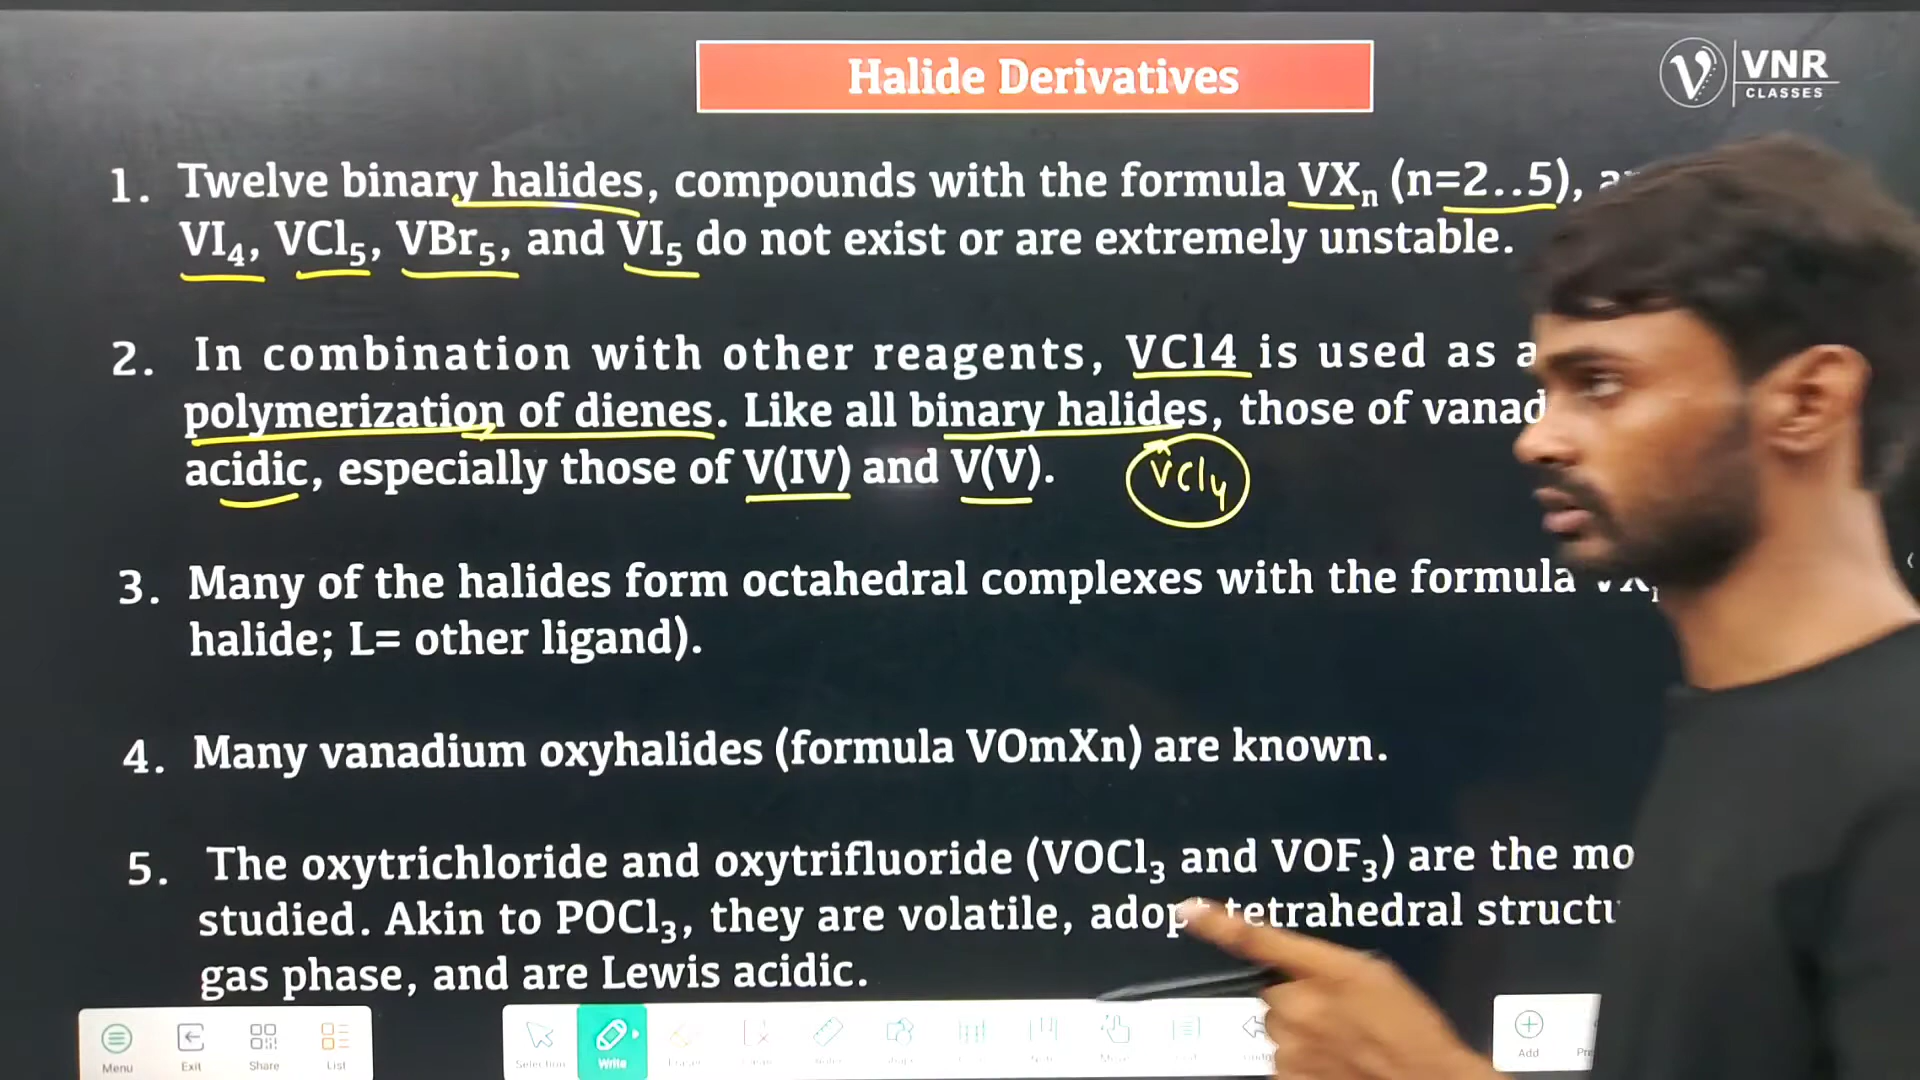 Halide Derivatives
VNR
CLASSES
1. Twelve binary halides, compounds with the formula VXn (n=2..5),
VI4, VCl5, VBr5, and VI5 do not exist or are extremely unstable.
2. In combination with other reagents, VCl4 is used as a
polymerization of dienes. Like all binary halides, those of vanad
acidic, especially those of V(IV) and V(V).
VCl4
3. Many of the halides form octahedral complexes with the formula
halide; L= other ligand).
4. Many vanadium oxyhalides (formula VOmXn) are known.
5. The oxytrichloride and oxytrifluoride (VOCl3 and VOF3) are the mo
studied. Akin to POCl3, they are volatile, adopt tetrahedral structu
gas phase, and are Lewis acidic.
Menu Exit Share List Selection Write Add